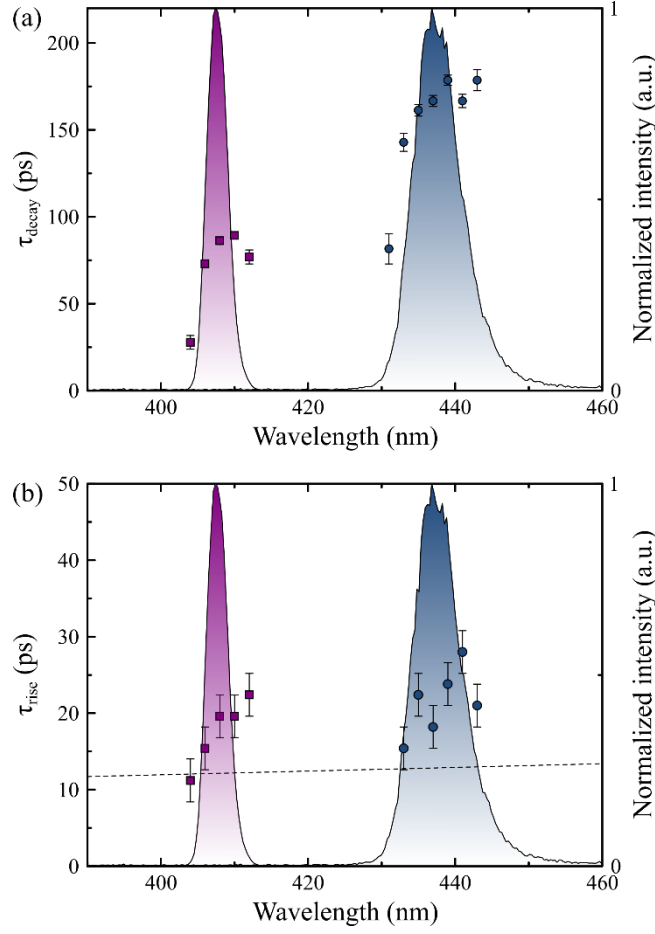 (a)
200
150
100
50
0
τdecay (ps)
1
0
Normalized intensity (a.u.)
400
420
440
460
Wavelength (nm)
(b)
50
40
30
20
10
0
τrise (ps)
1
0
Normalized intensity (a.u.)
400
420
440
460
Wavelength (nm)